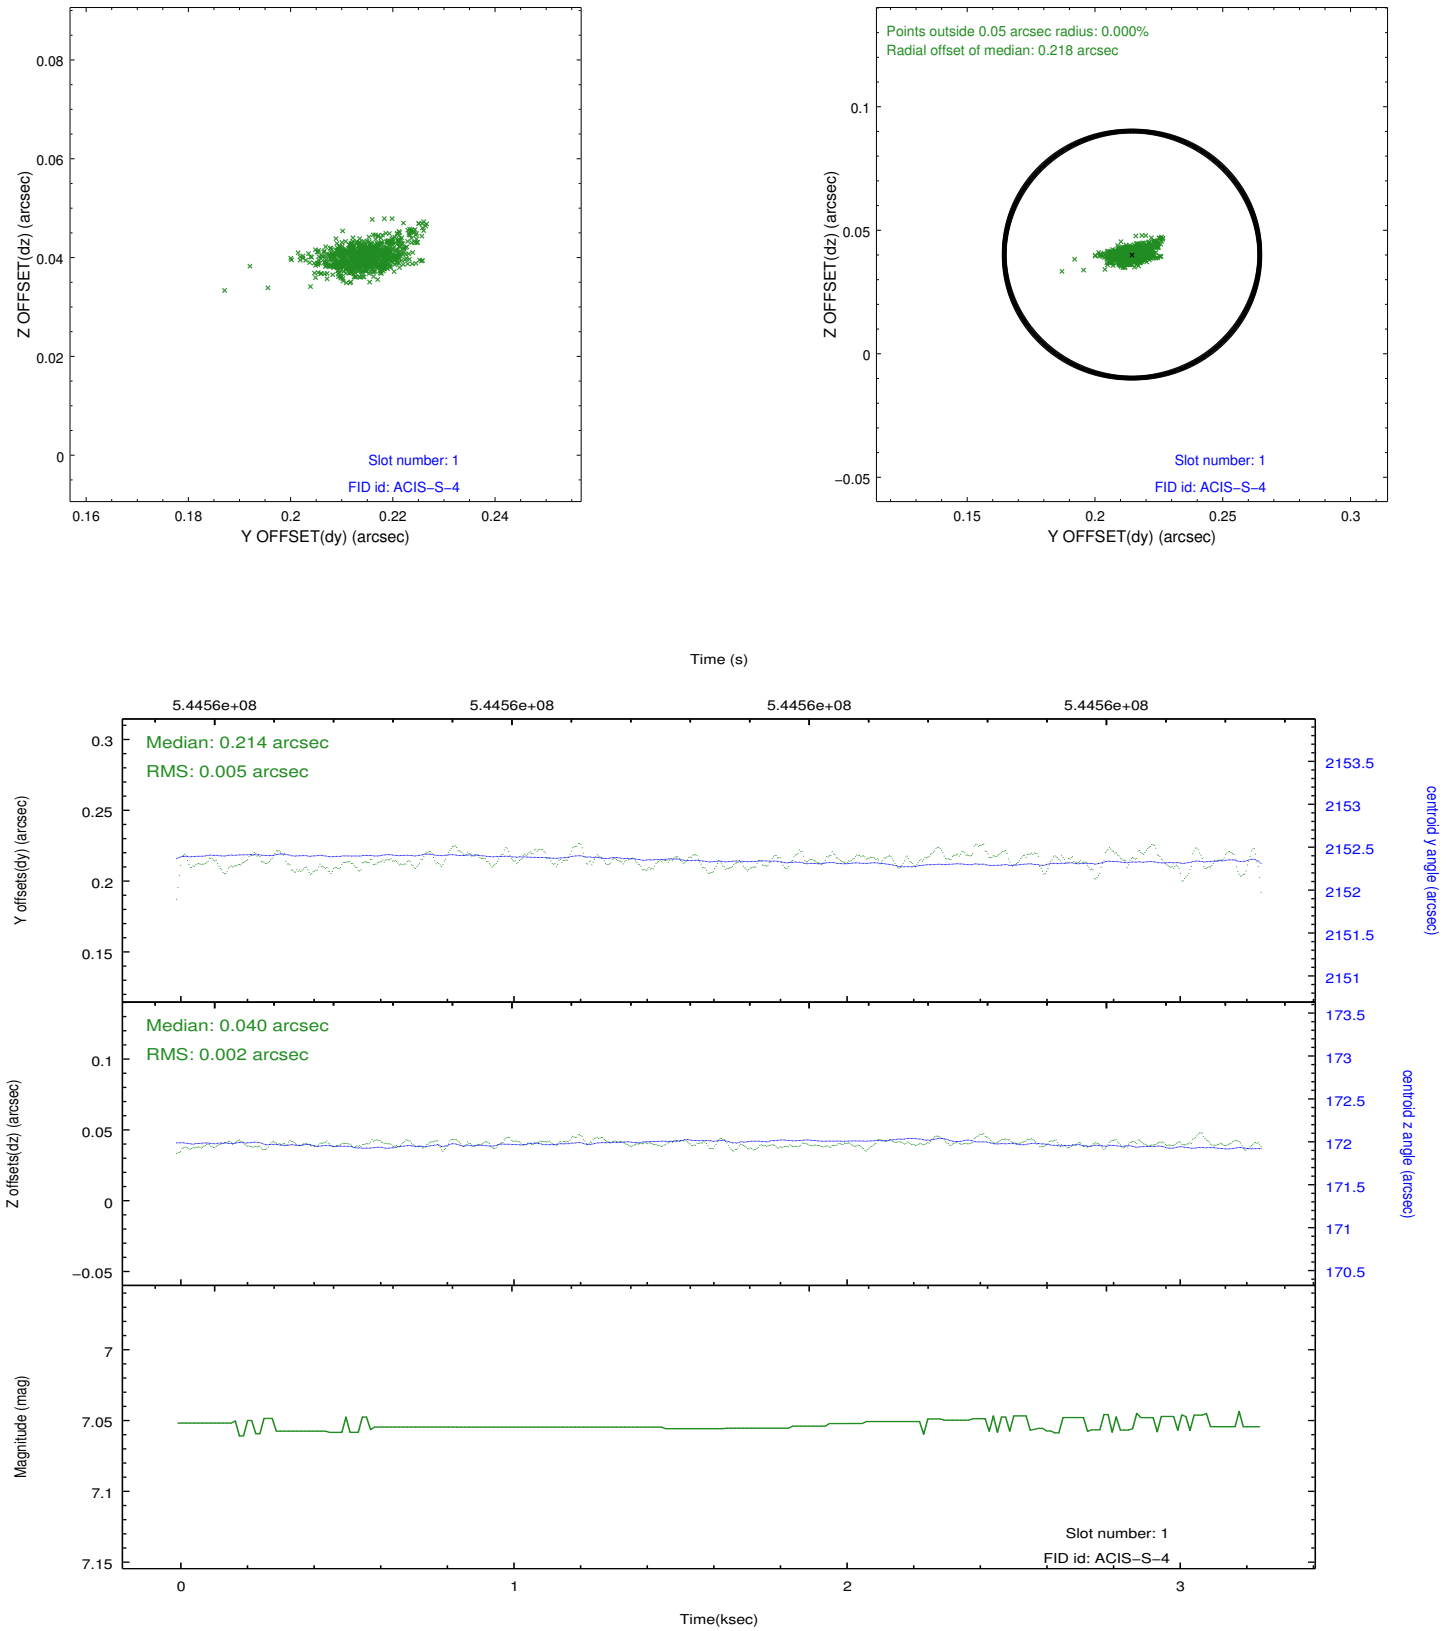 0.08
0.06
0.04
0.02
0
Z OFFSET(dz) (arcsec)
Slot number: 1
FID id: ACIS−S−4
0.16 0.18 0.2 0.22 0.24
Y OFFSET(dy) (arcsec)
Points outside 0.05 arcsec radius: 0.000%
Radial offset of median: 0.218 arcsec
0.1
0.05
0
−0.05
Z OFFSET(dz) (arcsec)
Slot number: 1
FID id: ACIS−S−4
0.15 0.2 0.25 0.3
Y OFFSET(dy) (arcsec)
Time (s)
5.4456e+08 5.4456e+08 5.4456e+08 5.4456e+08
Median: 0.214 arcsec
RMS: 0.005 arcsec
0.3
0.25
0.2
0.15
Y offsets(dy) (arcsec)
2153.5
2153
2152.5
2152
2151.5
2151
centroid y angle (arcsec)
Median: 0.040 arcsec
RMS: 0.002 arcsec
0.1
0.05
0
−0.05
Z offsets(dz) (arcsec)
173.5
173
172.5
172
171.5
171
170.5
centroid z angle (arcsec)
7
7.05
7.1
7.15
Magnitude (mag)
Slot number: 1
FID id: ACIS−S−4
0 1 2 3
Time(ksec)